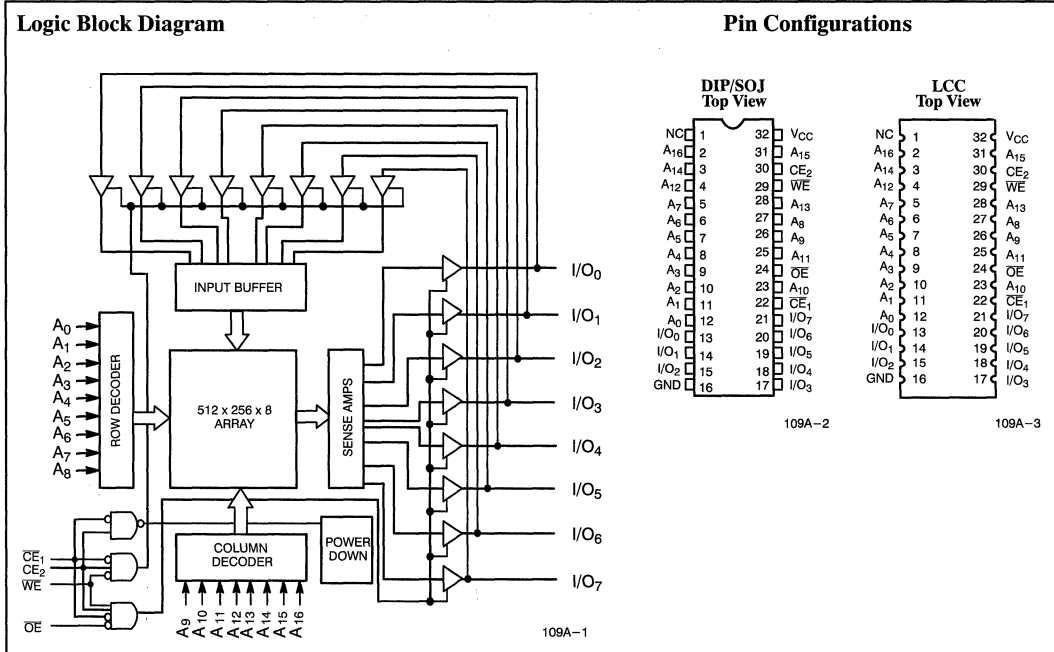 Logic Block Diagram
INPUT BUFFER
A0
A1
A2
A3
A4
A5
A6
A7
A8
ROW DECODER
512 x 256 x 8
ARRAY
SENSE AMPS
COLUMN
DECODER
POWER
DOWN
CE1
CE2
WE
OE
A9
A10
A11
A12
A13
A14
A15
A16
I/O0
I/O1
I/O2
I/O3
I/O4
I/O5
I/O6
I/O7
109A-1
Pin Configurations
DIP/SOJ
Top View
NC 1 32 VCC
A16 2 31 A15
A14 3 30 CE2
A12 4 29 WE
A7 5 28 A13
A6 6 27 A8
A5 7 26 A9
A4 8 25 A11
A3 9 24 OE
A2 10 23 A10
A1 11 22 CE1
A0 12 21 I/O7
I/O0 13 20 I/O6
I/O1 14 19 I/O5
I/O2 15 18 I/O4
GND 16 17 I/O3
109A-2
LCC
Top View
NC 1 32 VCC
A16 2 31 A15
A14 3 30 CE2
A12 4 29 WE
A7 5 28 A13
A6 6 27 A8
A5 7 26 A9
A4 8 25 A11
A3 9 24 OE
A2 10 23 A10
A1 11 22 CE1
A0 12 21 I/O7
I/O0 13 20 I/O6
I/O1 14 19 I/O5
I/O2 15 18 I/O4
GND 16 17 I/O3
109A-3